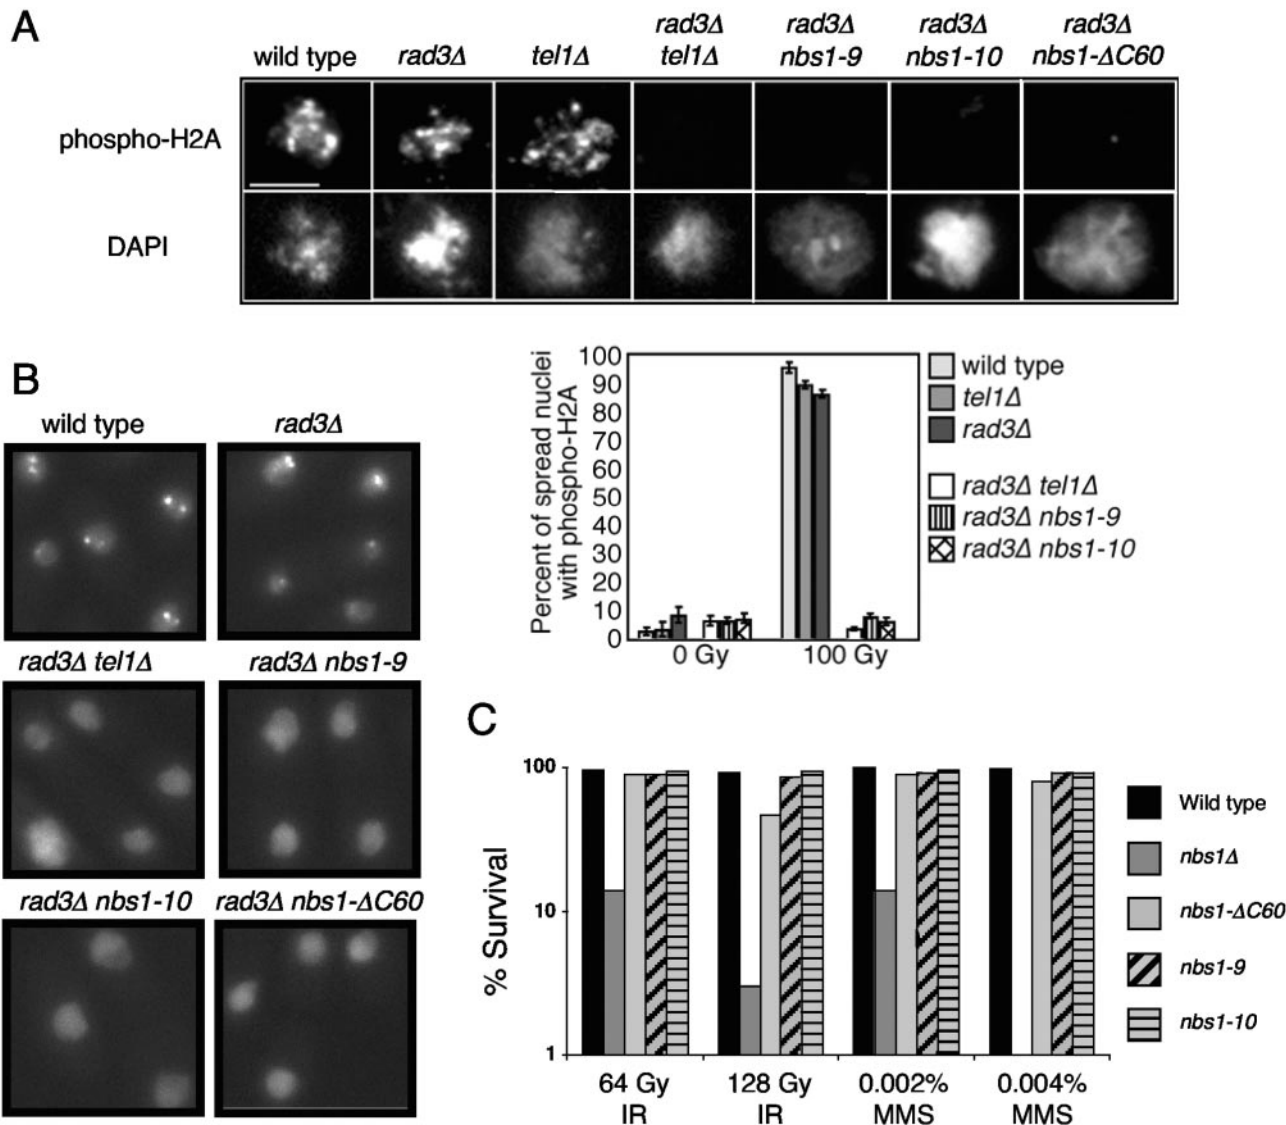 A
rad3Δ rad3Δ rad3Δ rad3Δ
wild type rad3Δ tel1Δ tel1Δ nbs1-9 nbs1-10 nbs1-ΔC60
phospho-H2A
DAPI
B
wild type rad3Δ
rad3Δ tel1Δ rad3Δ nbs1-9
rad3Δ nbs1-10 rad3Δ nbs1-ΔC60
Percent of spread nuclei
with phospho-H2A
100
90
80
70
60
50
40
30
20
10
0
0 Gy 100 Gy
wild type
tel1Δ
rad3Δ
rad3Δ tel1Δ
rad3Δ nbs1-9
rad3Δ nbs1-10
C
% Survival
100
10
1
64 Gy 128 Gy 0.002% 0.004%
IR IR MMS MMS
Wild type
nbs1Δ
nbs1-ΔC60
nbs1-9
nbs1-10